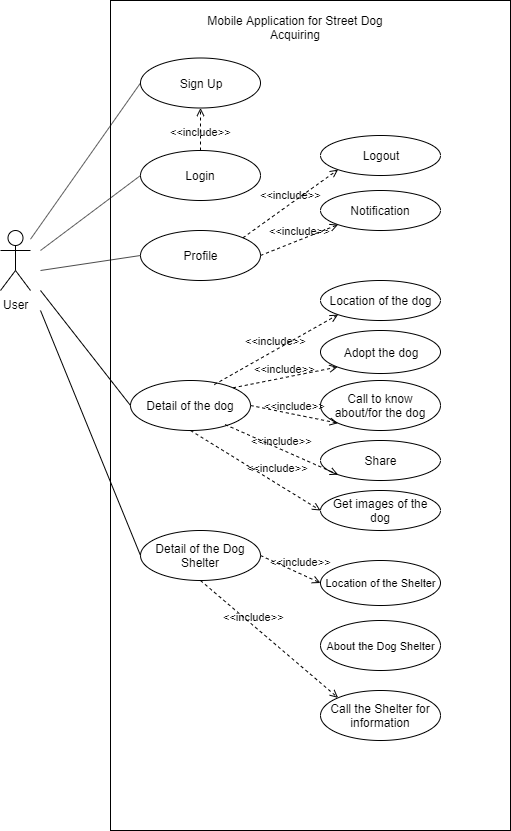 Mobile Application for Street Dog
Acquiring
Sign Up
<<include>>
Login
Logout
<<include>>
Notification
<<include>>
Profile
User
Location of the dog
<<include>>
Adopt the dog
<<include>>
Detail of the dog
Call to know
about/for the dog
<<include>>
Share
<<include>>
<<include>>
Get images of the
dog
Detail of the Dog
Shelter
<<include>>
Location of the Shelter
<<include>>
About the Dog Shelter
Call the Shelter for
information